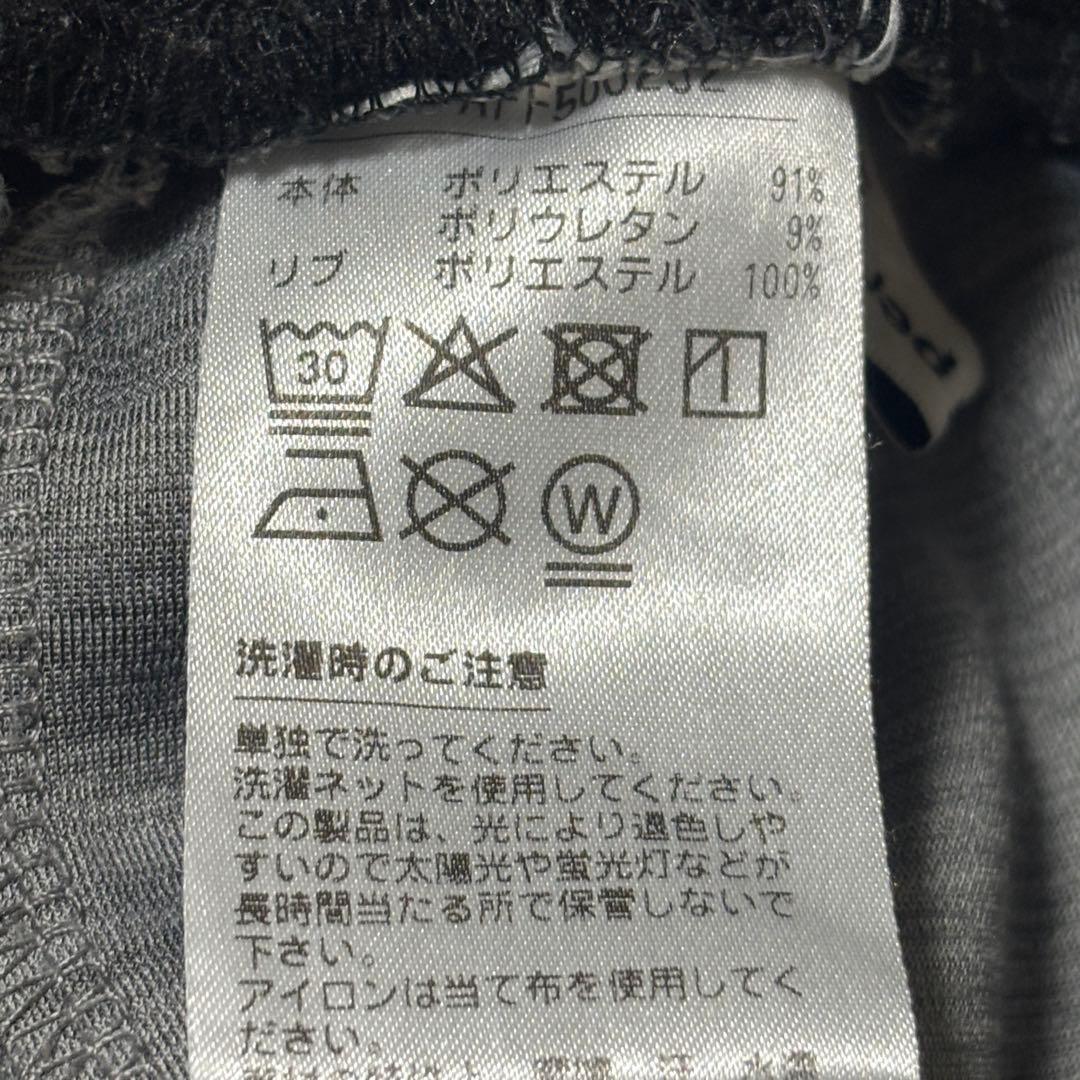 本体 ポリエステル 91%
ポリウレタン 9%
リブ ポリエステル 100%
30
W
洗濯時のご注意
単独で洗ってください。
洗濯ネットを使用してください。
この製品は、光により退色しや
すいので太陽光や蛍光灯などが
長時間当たる所で保管しないで
下さい。
アイロンは当て布を使用してく
ださい。